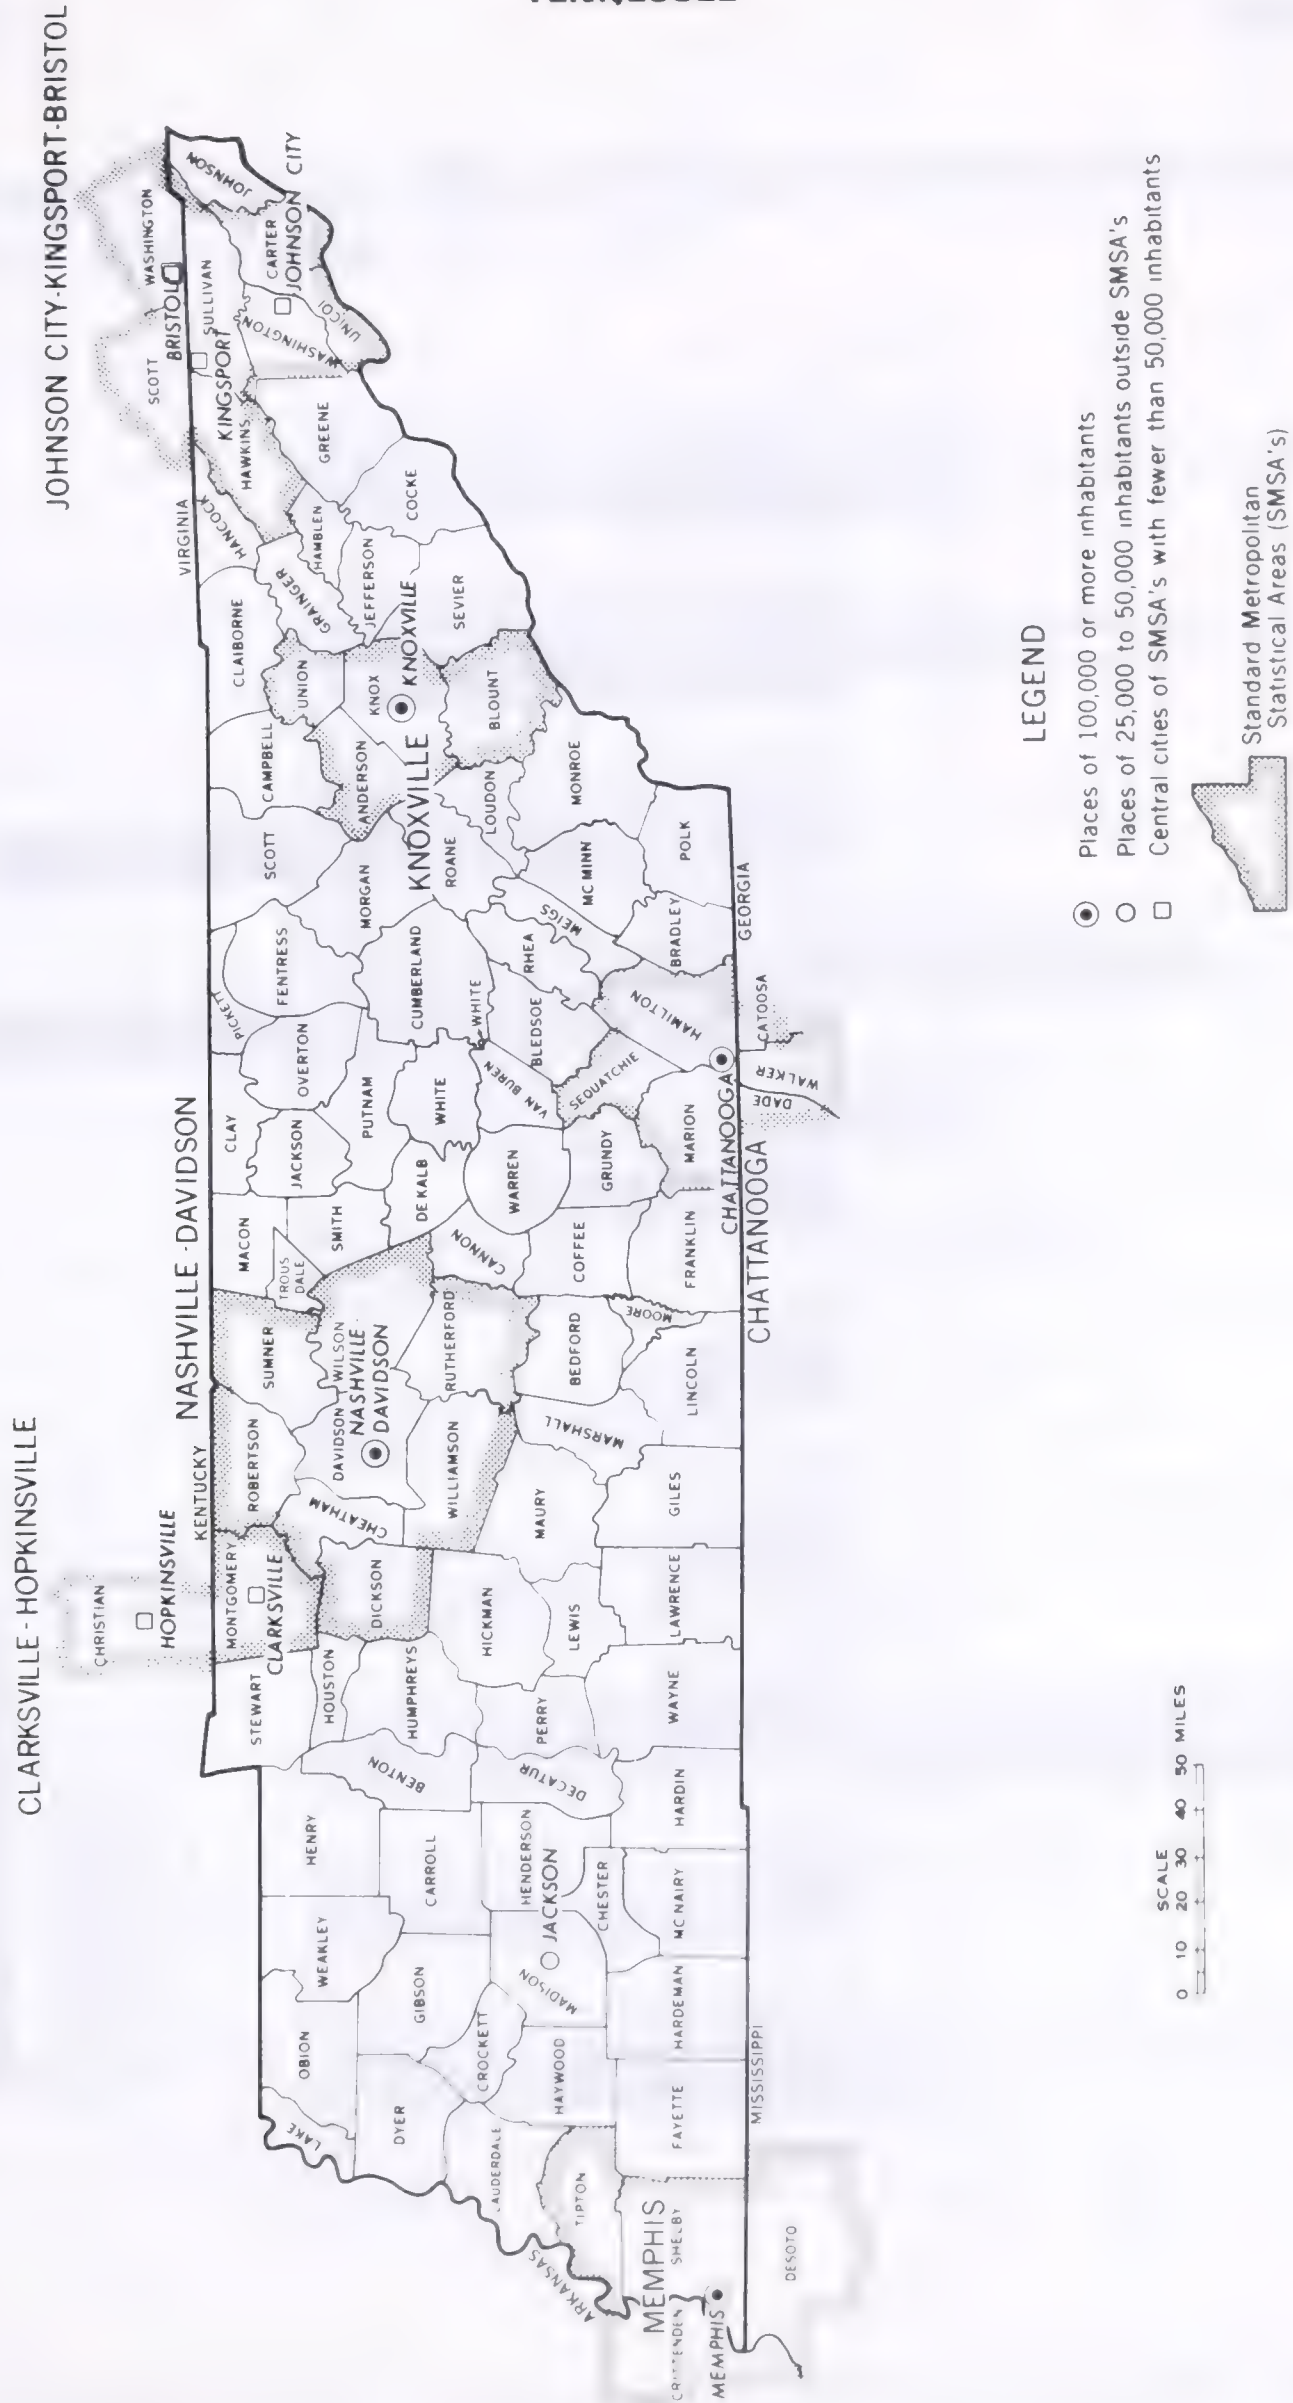 CLARKSVILLE - HOPKINSVILLE
NASHVILLE - DAVIDSON
JOHNSON CITY-KINGSPORT-BRISTOL
CHRISTIAN
HOPKINSVILLE
KENTUCKY
VIRGINIA
SCOTT
WASHINGTON
BRISTOL
KINGSPORT
SULLIVAN
JOHNSON
CARTER
JOHNSON CITY
WASHINGTON
UNICOI
HAWKINS
HANCOCK
GREENE
HAMBLEN
COCKE
GRAINGER
JEFFERSON
SEVIER
CLAIBORNE
UNION
KNOX
KNOXVILLE
BLOUNT
CAMPBELL
ANDERSON
KNOXVILLE
LOUDON
MONROE
SCOTT
MORGAN
ROANE
MC MINN
POLK
MEIGS
BRADLEY
GEORGIA
PICKETT
FENTRESS
CUMBERLAND
RHEA
HAMILTON
CATOOSA
OVERTON
WHITE
BLEDSOE
SEQUATCHIE
WALKER
DADE
CLAY
JACKSON
PUTNAM
WHITE
VAN BUREN
MARION
CHATTANOOGA
CHATTANOOGA
MACON
TROUS
DALE
SMITH
DE KALB
WARREN
GRUNDY
CANNON
COFFEE
FRANKLIN
SUMNER
WILSON
RUTHERFORD
BEDFORD
MOORE
LINCOLN
ROBERTSON
DAVIDSON
NASHVILLE
DAVIDSON
WILLIAMSON
MARSHALL
CHEATHAM
MAURY
GILES
MONTGOMERY
CLARKSVILLE
DICKSON
HICKMAN
LEWIS
LAWRENCE
STEWART
HOUSTON
HUMPHREYS
PERRY
WAYNE
HENRY
BENTON
DECATUR
HARDIN
CARROLL
HENDERSON
CHESTER
MC NAIRY
WEAKLEY
GIBSON
MADISON
JACKSON
HARDEMAN
OBION
CROCKETT
HAYWOOD
FAYETTE
MISSISSIPPI
LAKE
DYER
TIPTON
ARKANSAS
MEMPHIS
SHELBY
MEMPHIS
DESOTO
LEGEND
Places of 100,000 or more inhabitants
Places of 25,000 to 50,000 inhabitants outside SMSA's
Central cities of SMSA's with fewer than 50,000 inhabitants
Standard Metropolitan
Statistical Areas (SMSA's)
SCALE
0 10 20 30 40 50 MILES